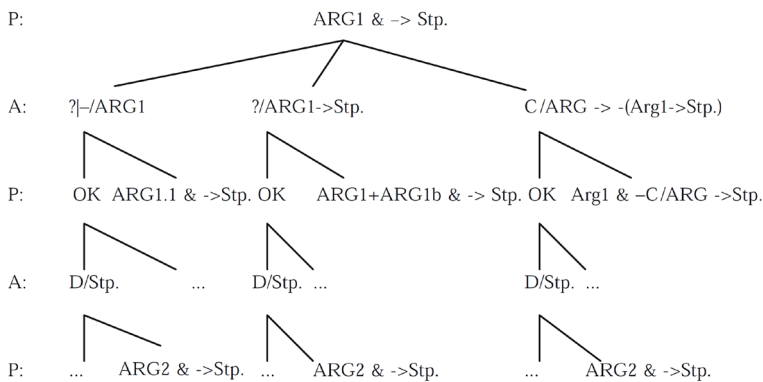 P: ARG1 & –> Stp.
A: ?|–/ARG1 ?/ARG1->Stp. C/ARG -> -(Arg1->Stp.)
P: OK ARG1.1 & ->Stp. OK ARG1+ARG1b & -> Stp. OK Arg1 & –C/ARG ->Stp.
A: D/Stp. ... D/Stp. ... D/Stp. ...
P: ... ARG2 & ->Stp. ... ARG2 & ->Stp. ... ARG2 & ->Stp.